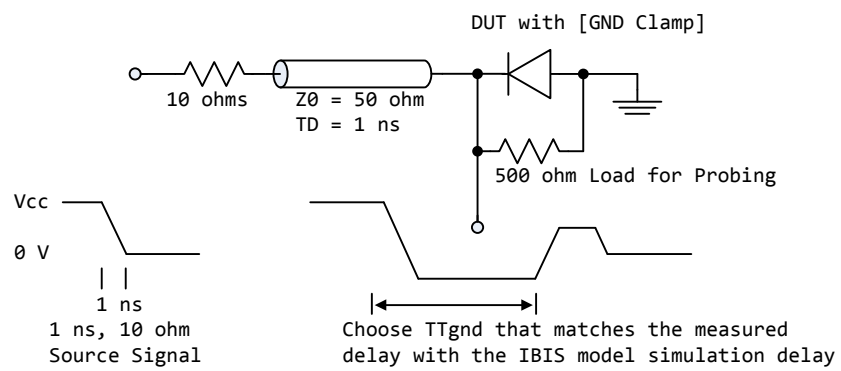 DUT with [GND Clamp]
10 ohms
Z0 = 50 ohm
TD = 1 ns
500 ohm Load for Probing
Vcc
0 V
1 ns
1 ns, 10 ohm
Source Signal
Choose TTgnd that matches the measured
delay with the IBIS model simulation delay